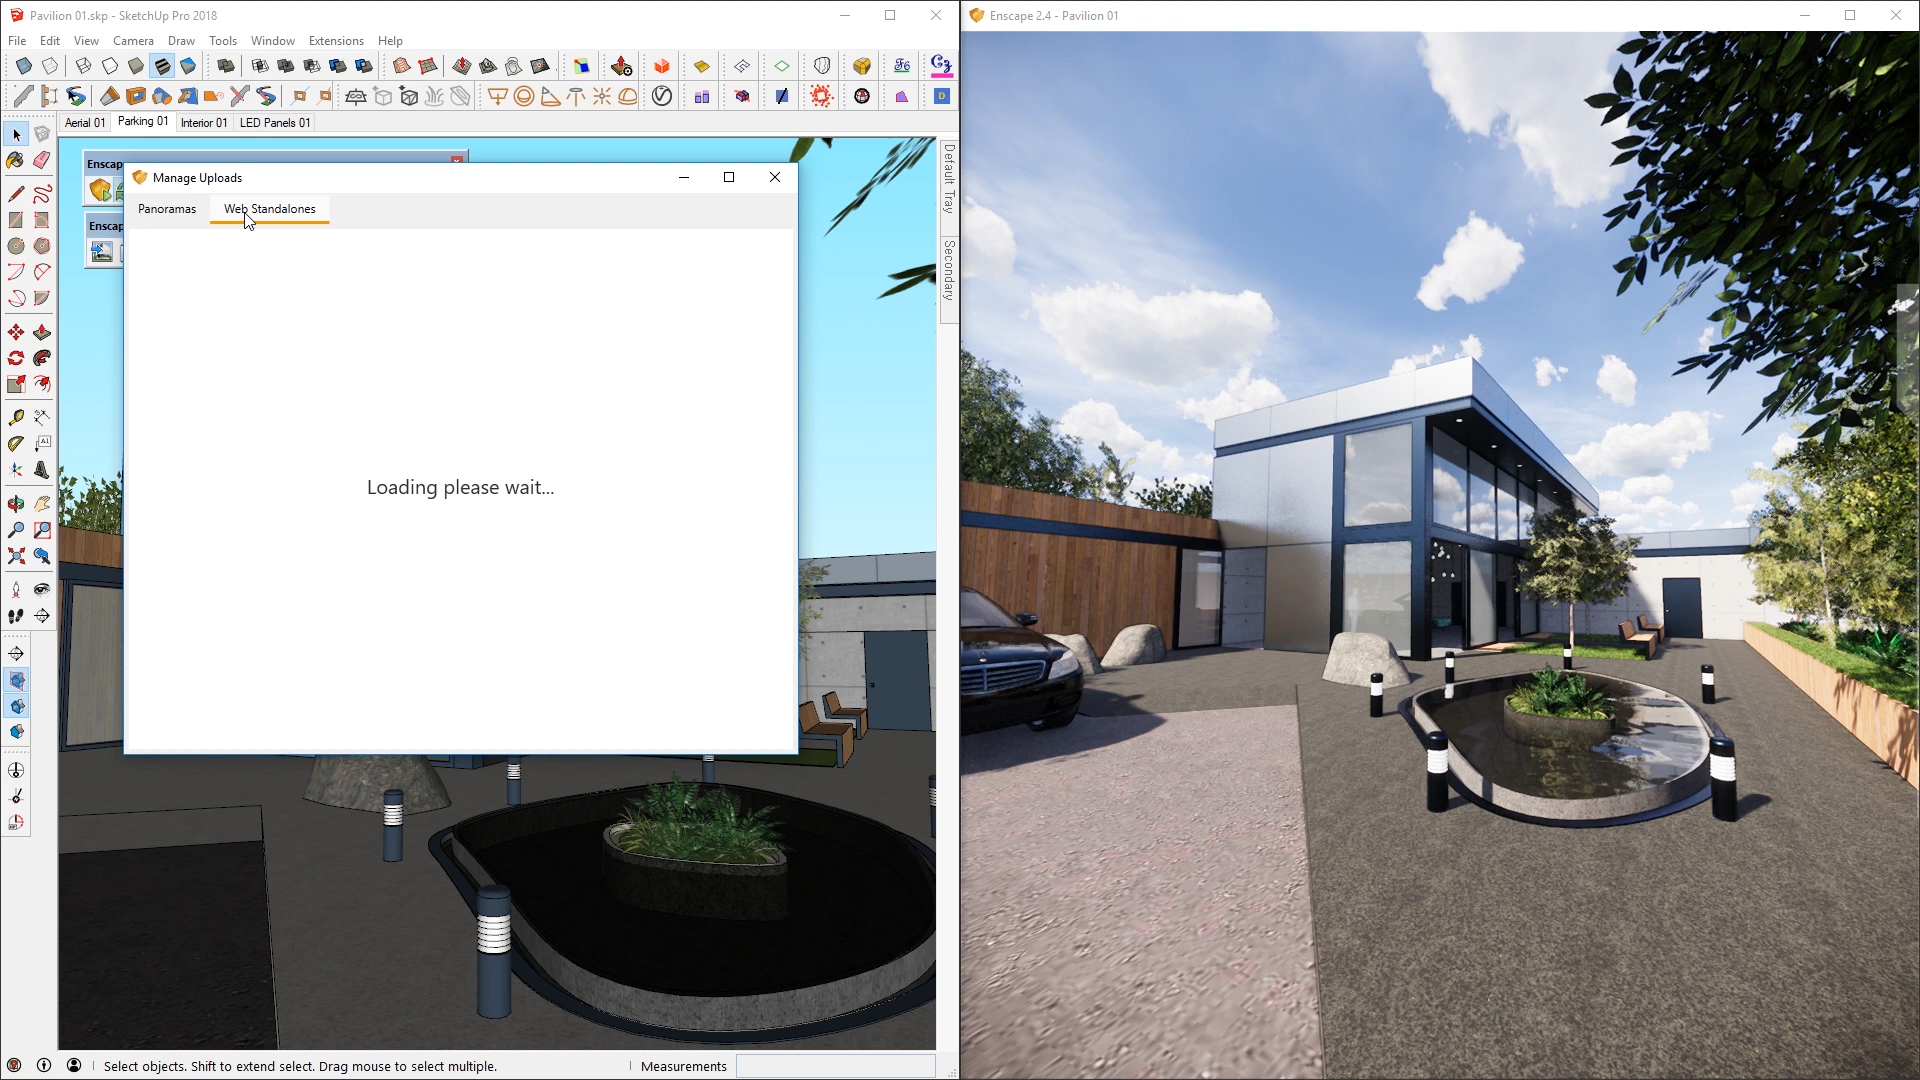 Pavilion 01.skp - SketchUp Pro 2018
File Edit View Camera Draw Tools Window Extensions Help
Aerial 01 Parking 01 Interior 01 LED Panels 01
Enscap
Manage Uploads
Panoramas Web Standalones
Enscap
Loading please wait...
Default Tray
Secondary
Select objects. Shift to extend select. Drag mouse to select multiple.
Measurements
Enscape 2.4 - Pavilion 01